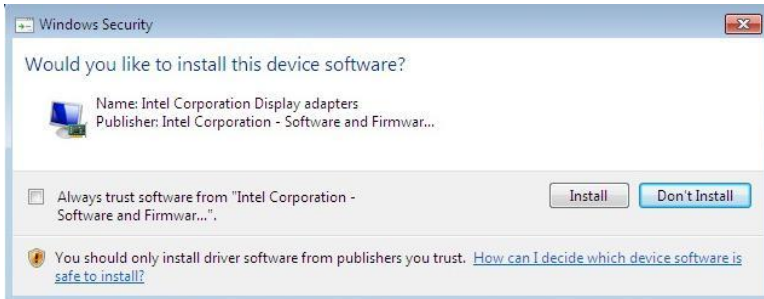 Windows Security
Would you like to install this device software?
Name: Intel Corporation Display adapters
Publisher: Intel Corporation - Software and Firmwar...
Always trust software from "Intel Corporation -
Software and Firmwar...".
Install
Don't Install
You should only install driver software from publishers you trust. How can I decide which device software is
safe to install?